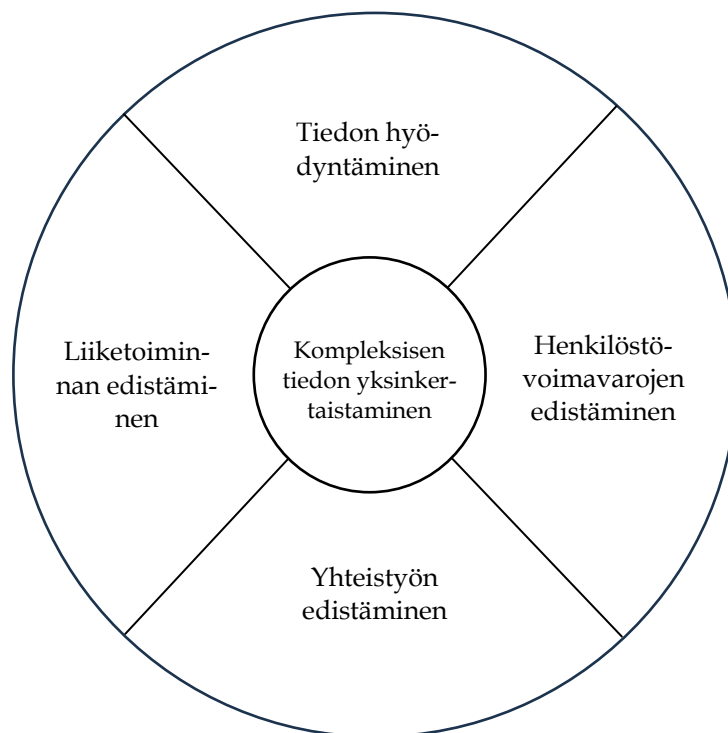 Tiedon hyö-
dyntäminen
Liiketoimin-
nan edistämi-
nen
Kompleksisen
tiedon yksinker-
taistaminen
Henkilöstö-
voimavarojen
edistäminen
Yhteistyön
edistäminen